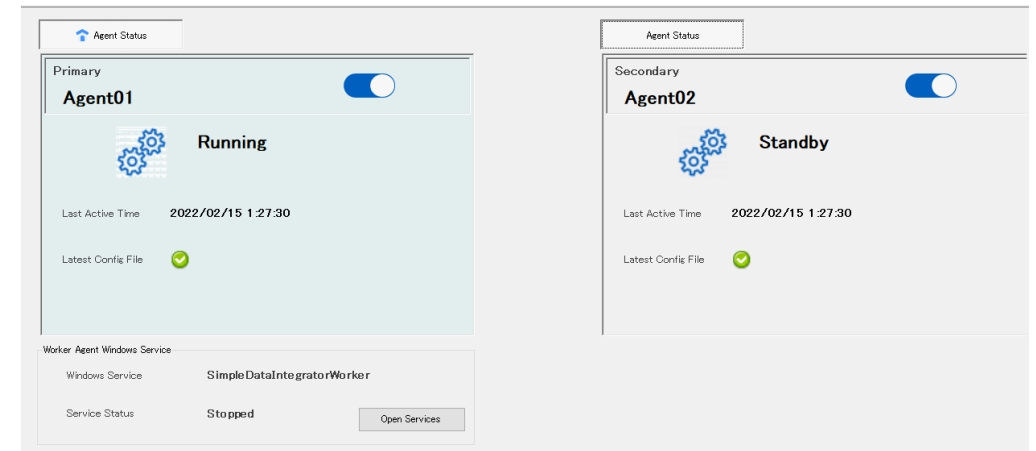 Agent Status
Primary
Agent01
Running
Last Active Time 2022/02/15 1:27:30
Latest Config File
Worker Agent Windows Service
Windows Service SimpleDataIntegratorWorker
Service Status Stopped
Open Services
Agent Status
Secondary
Agent02
Standby
Last Active Time 2022/02/15 1:27:30
Latest Config File